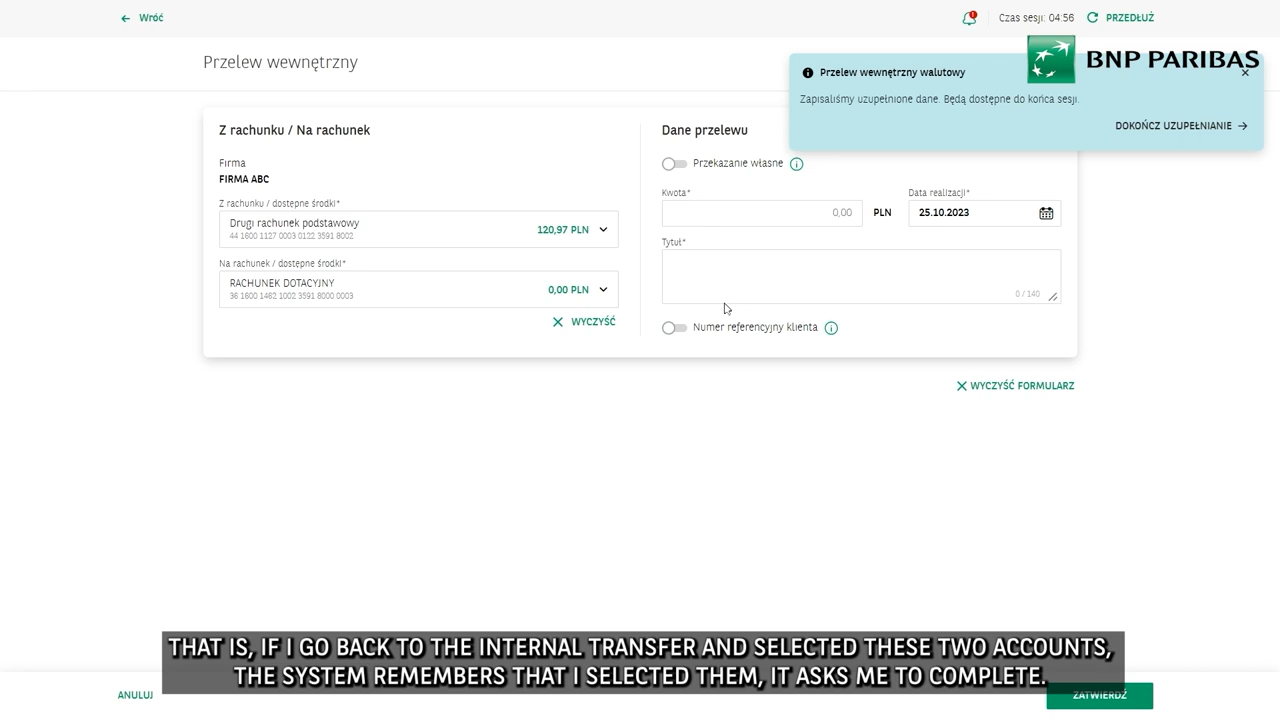 Wróć
Czas sesji: 04:56
PRZEDŁUŻ
BNP PARIBAS
Przelew wewnętrzny
Przelew wewnętrzny walutowy
Zapisaliśmy uzupełnione dane. Będą dostępne do końca sesji.
DOKOŃCZ UZUPEŁNIANIE
Z rachunku / Na rachunek
Firma
FIRMA ABC
Z rachunku / dostępne środki*
Drugi rachunek podstawowy
44 1600 1127 0003 0122 3591 8002
120,97 PLN
Na rachunek / dostępne środki*
RACHUNEK DOTACYJNY
36 1600 1462 1002 3591 8000 0003
0,00 PLN
WYCZYŚĆ
Dane przelewu
Przekazanie własne
Kwota*
0,00 PLN
Data realizacji*
25.10.2023
Tytuł*
0 / 140
Numer referencyjny klienta
WYCZYŚĆ FORMULARZ
THAT IS, IF I GO BACK TO THE INTERNAL TRANSFER AND SELECTED THESE TWO ACCOUNTS,
THE SYSTEM REMEMBERS THAT I SELECTED THEM, IT ASKS ME TO COMPLETE.
ANULUJ
ZATWIERDŹ